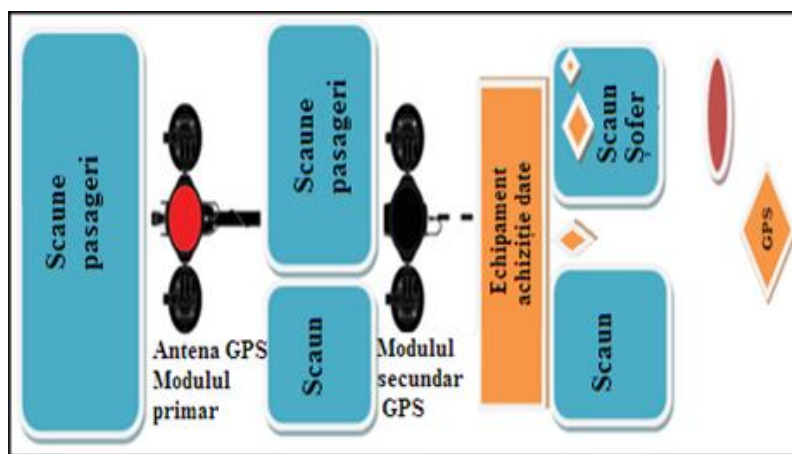 Scaune
pasageri
Antena GPS
Modulul
primar
Scaune
pasageri
Scaun
Modulul
secundar
GPS
Echipament
achiziție date
Scaun
Șofer
Scaun
GPS